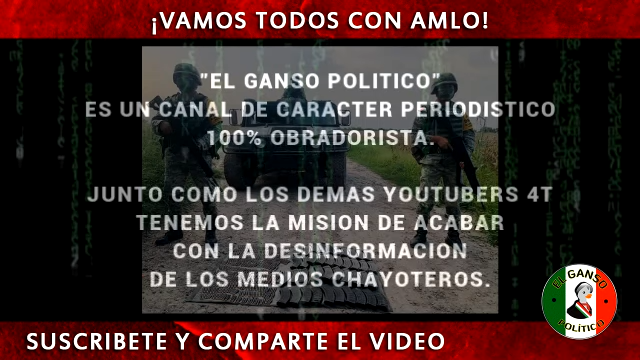 ¡VAMOS TODOS CON AMLO!
"EL GANSO POLITICO"
ES UN CANAL DE CARACTER PERIODISTICO
100% OBRADORISTA.
JUNTO COMO LOS DEMAS YOUTUBERS 4T
TENEMOS LA MISION DE ACABAR
CON LA DESINFORMACION
DE LOS MEDIOS CHAYOTEROS.
EL GANSO
POLÍTICO
SUSCRIBETE Y COMPARTE EL VIDEO